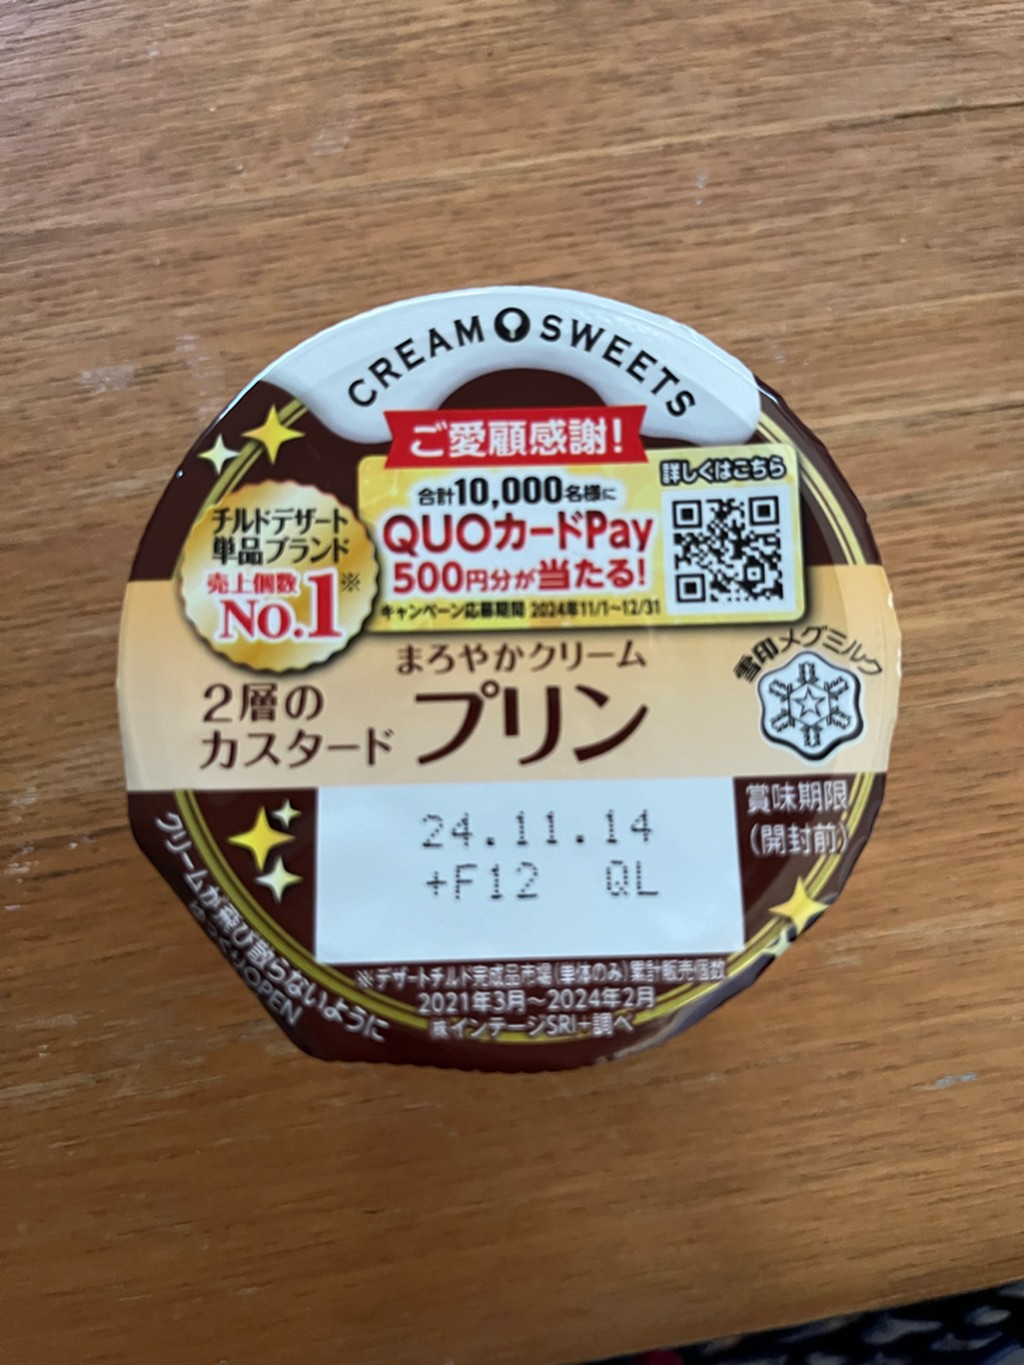 CREAM SWEETS
ご愛顧感謝!
合計10,000名様に
QUOカードPay
500円分が当たる!
キャンペーン応募期間 2024年11/1~12/31
詳しくはこちら
チルドデザート
単品ブランド
売上個数※
No.1
まろやかクリーム
2層の
カスタード
プリン
雪印メグミルク
24.11.14
+F12 QL
賞味期限
(開封前)
クリームが飛び散らないように
OPEN
※デザートチルド完成品市場(単体のみ)累計販売個数
2021年3月~2024年2月
㈱インテージSRI+調べ